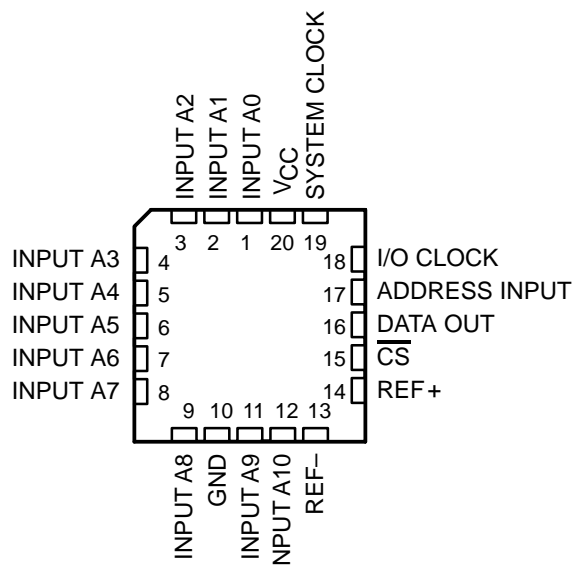 INPUT A2
INPUT A1
INPUT A0
VCC
SYSTEM CLOCK
3 2 1 20 19
INPUT A3 4
INPUT A4 5
INPUT A5 6
INPUT A6 7
INPUT A7 8
18 I/O CLOCK
17 ADDRESS INPUT
16 DATA OUT
15 CS
14 REF+
9 10 11 12 13
INPUT A8
GND
INPUT A9
NPUT A10
REF–